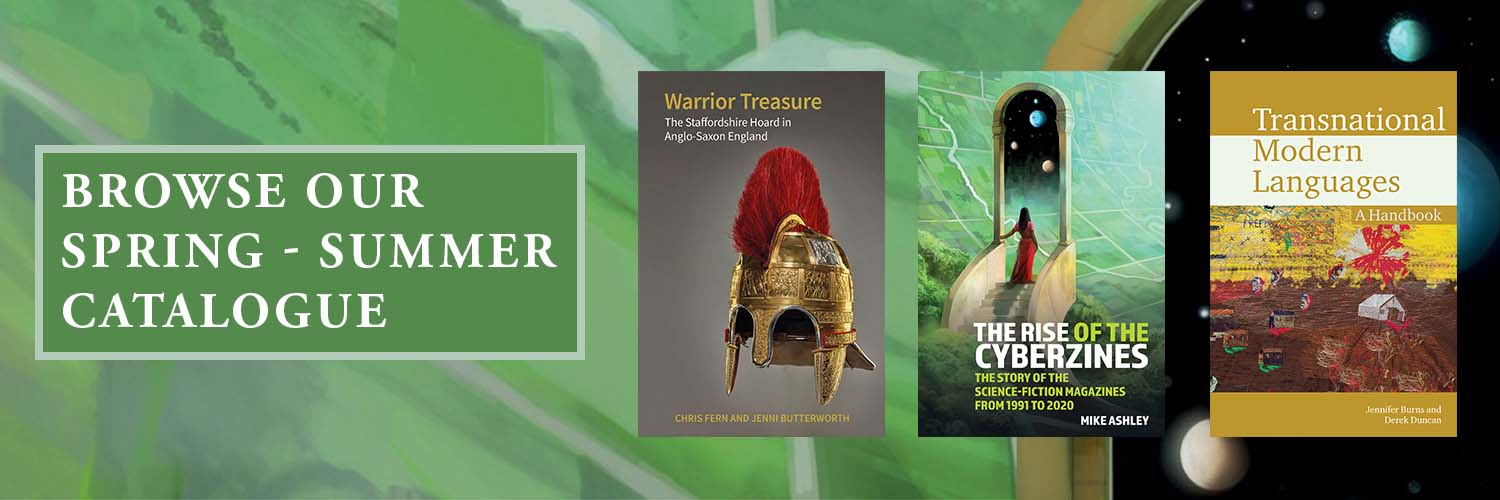 BROWSE OUR
SPRING - SUMMER
CATALOGUE
Warrior Treasure
The Staffordshire Hoard in
Anglo-Saxon England
CHRIS FERN AND JENNI BUTTERWORTH
THE RISE OF THE
CYBERZINES
THE STORY OF THE
SCIENCE-FICTION MAGAZINES
FROM 1991 TO 2020
MIKE ASHLEY
Transnational
Modern
Languages
A Handbook
Jennifer Burns and
Derek Duncan